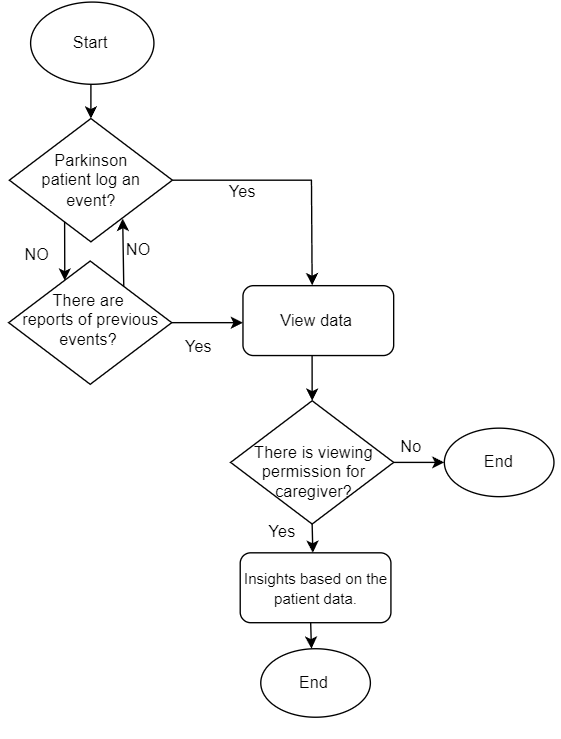 Start
Parkinson
patient log an
event?
Yes
NO
NO
There are
reports of previous
events?
Yes
View data
There is viewing
permission for
caregiver?
No
End
Yes
Insights based on the
patient data.
End